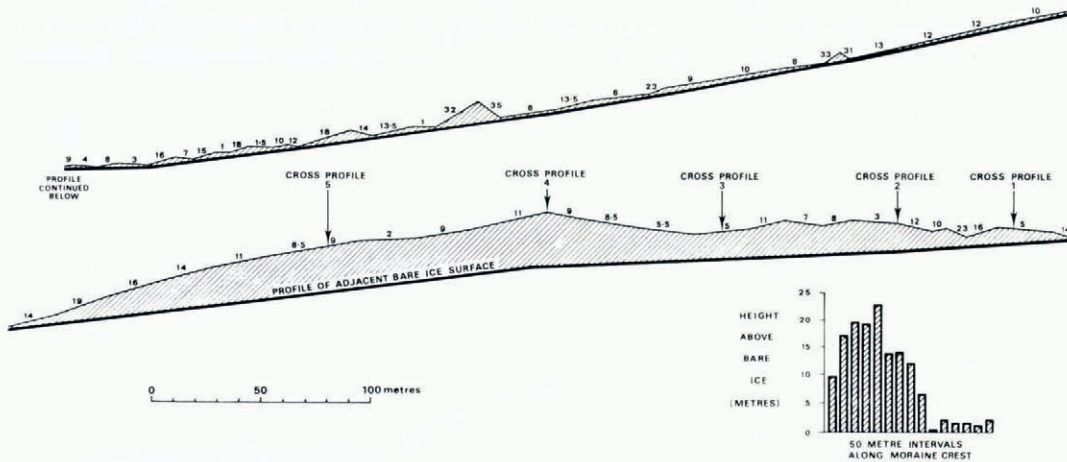 9 4 8 3 16 7 15 1 18 1·5 10 12 18 14 13·5 1 32 35 6 13·5 6 23 9 10 8 33 31 13 12 12 10
PROFILE
CONTINUED
BELOW
CROSS PROFILE
5
CROSS PROFILE
4
CROSS PROFILE
3
CROSS PROFILE
2
CROSS PROFILE
1
14 19 16 14 11 8·5 9 2 9 11 9 8·5 5·5 5 11 7 8 3 12 10 23 16 5 14
PROFILE OF ADJACENT BARE ICE SURFACE
0 50 100 metres
HEIGHT
ABOVE
BARE
ICE
(METRES)
25
20
15
10
5
0
50 METRE INTERVALS
ALONG MORAINE CREST